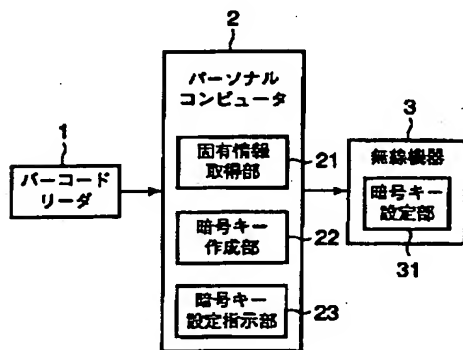 2
パーソナル
コンピュータ
1
バーコード
リーダ
固有情報
取得部
21
暗号キー
作成部
22
暗号キー
設定指示部
23
3
無線機器
暗号キー
設定部
31